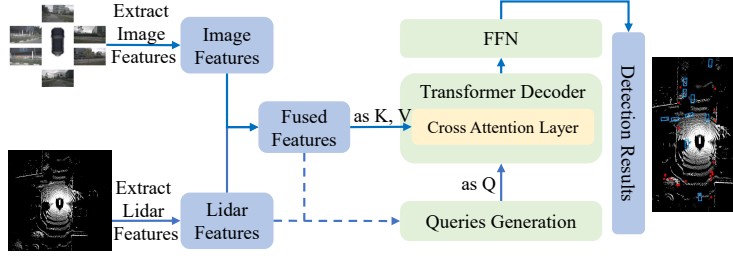 Extract
Image
Features
Image
Features
FFN
Transformer Decoder
Cross Attention Layer
Fused
Features
as K, V
as Q
Extract
Lidar
Features
Lidar
Features
Queries Generation
Detection Results